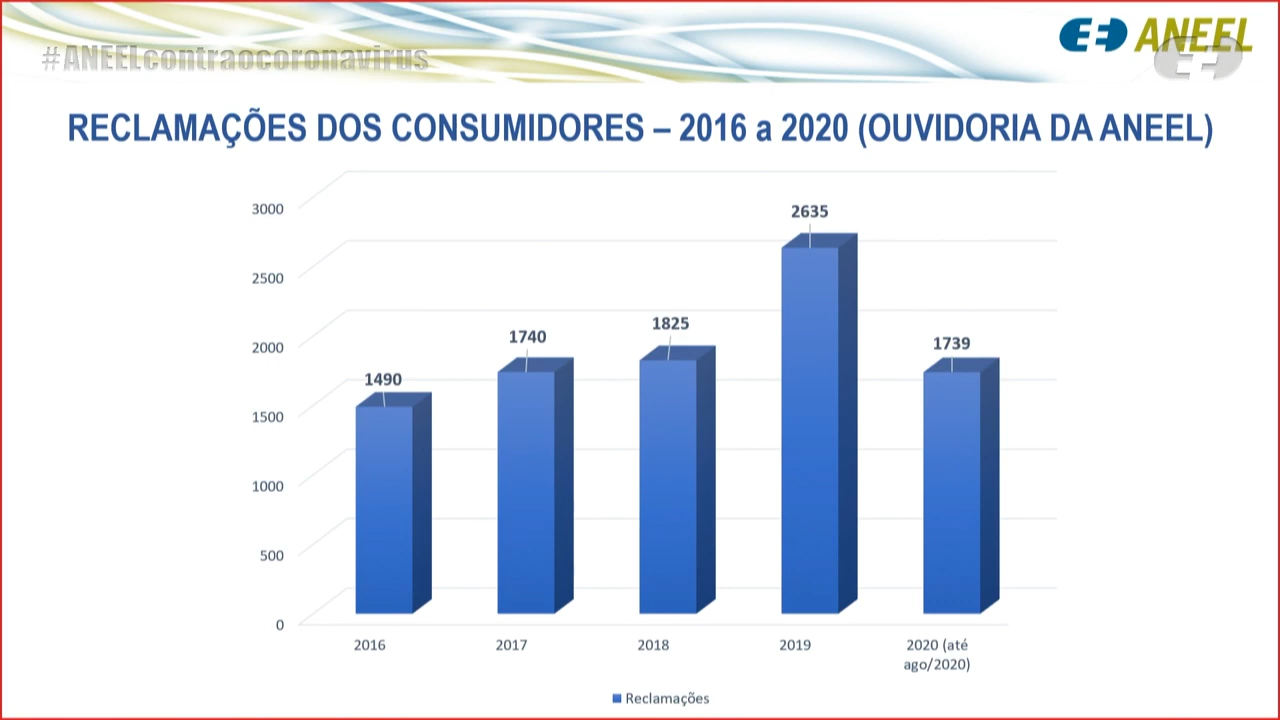 #ANEELcontraocoronavirus
ANEEL
RECLAMAÇÕES DOS CONSUMIDORES – 2016 a 2020 (OUVIDORIA DA ANEEL)
3000
2500
2000
1500
1000
500
0
1490
1740
1825
2635
1739
2016
2017
2018
2019
2020 (até
ago/2020)
Reclamações